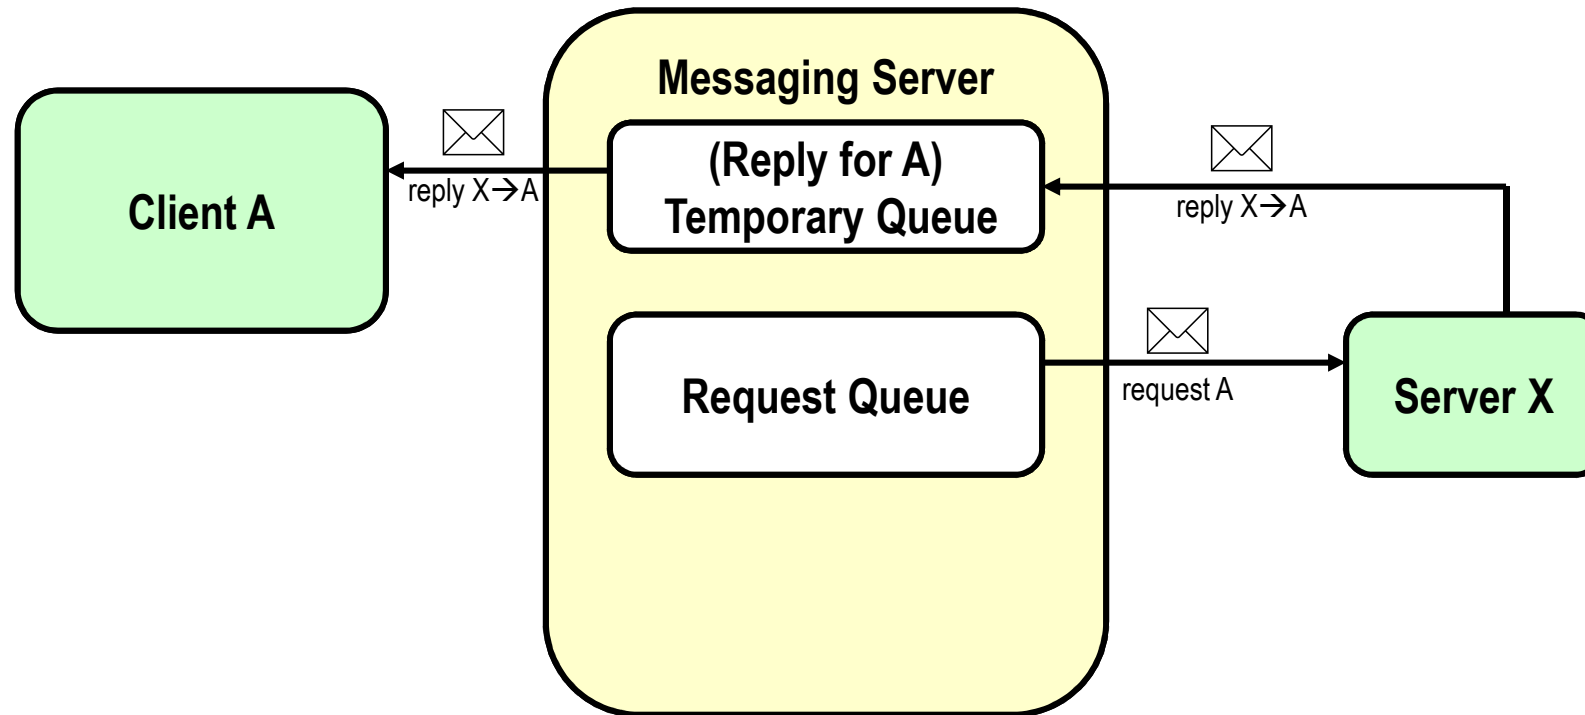 Messaging Server
Client A
reply X→A
(Reply for A)
Temporary Queue
reply X→A
Request Queue
request A
Server X